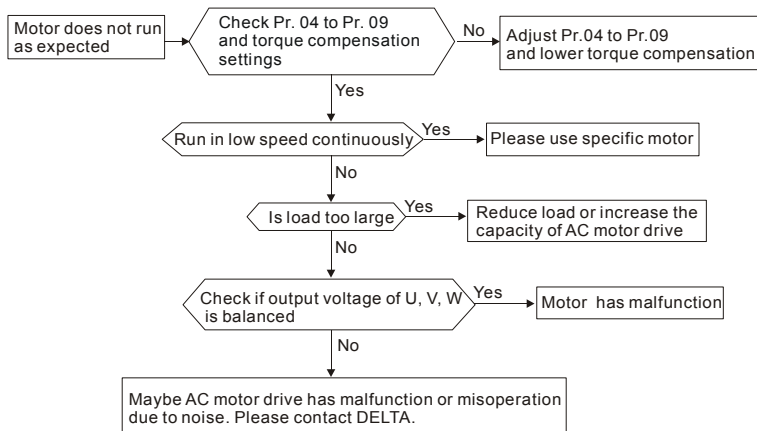 Motor does not run
as expected
Check Pr. 04 to Pr. 09
and torque compensation
settings
No
Adjust Pr.04 to Pr.09
and lower torque compensation
Yes
Run in low speed continuously
Yes
Please use specific motor
No
Is load too large
Yes
Reduce load or increase the
capacity of AC motor drive
No
Check if output voltage of U, V, W
is balanced
Yes
Motor has malfunction
No
Maybe AC motor drive has malfunction or misoperation
due to noise. Please contact DELTA.